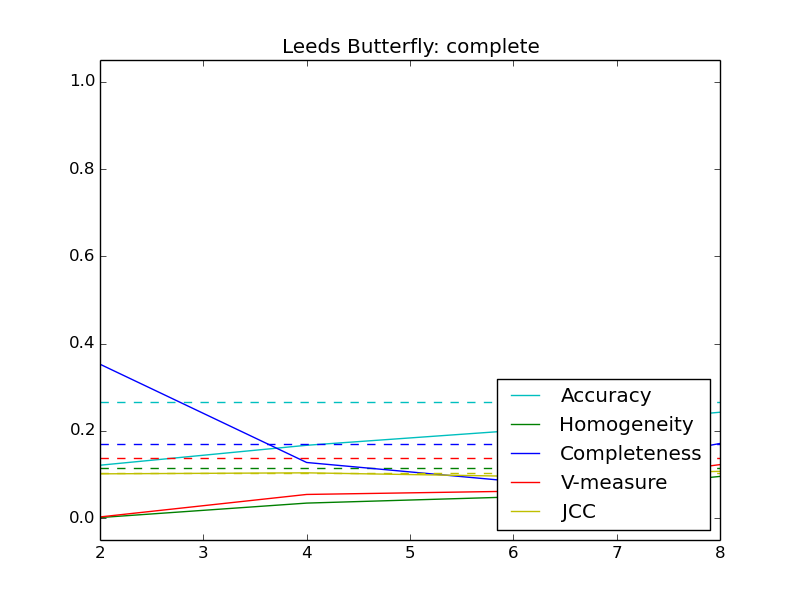 Leeds Butterfly: complete
1.0
0.8
0.6
0.4
0.2
0.0
2 3 4 5 6 7 8
Accuracy
Homogeneity
Completeness
V-measure
JCC